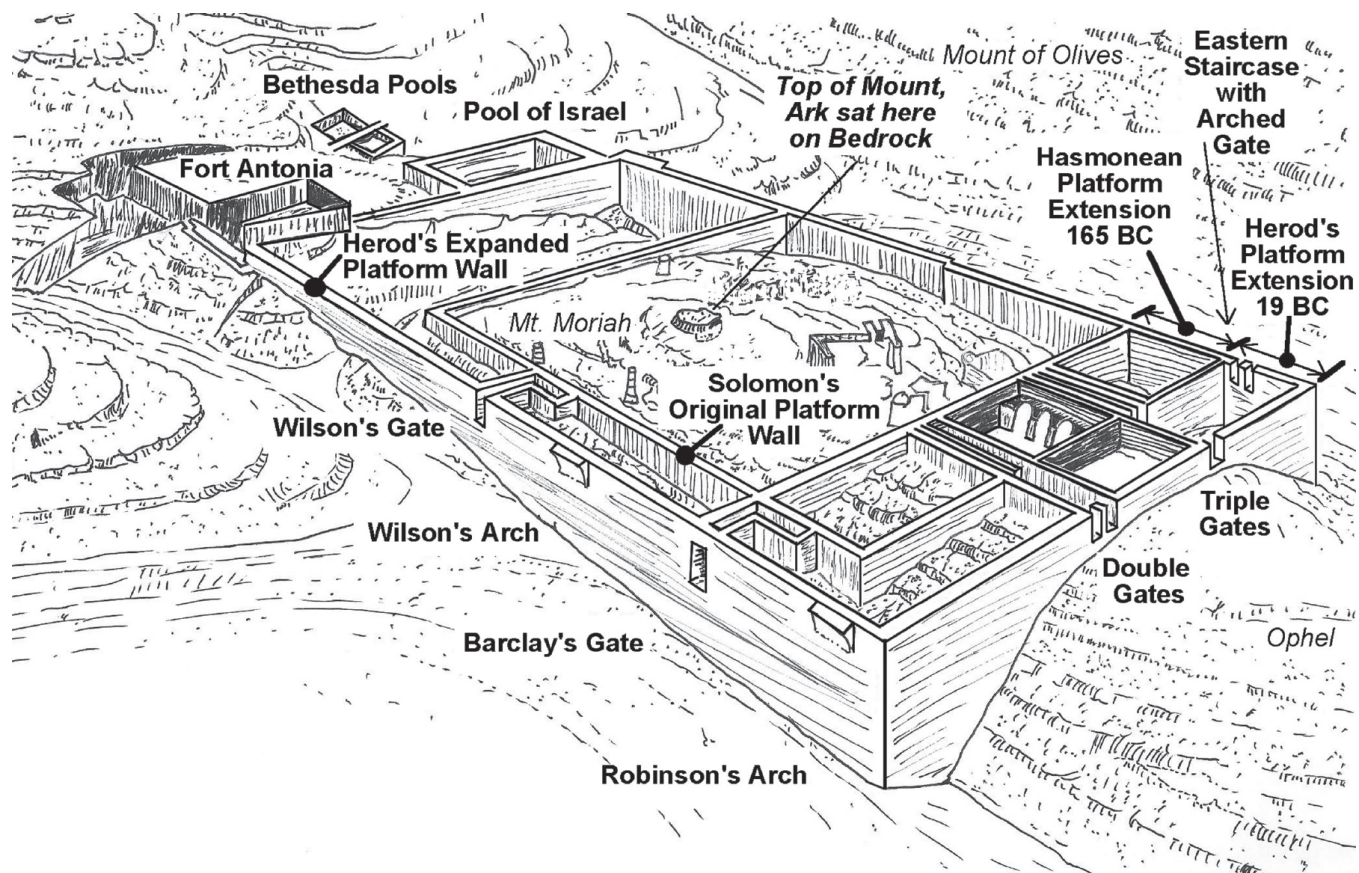 Mount of Olives
Eastern
Staircase
with
Arched
Gate
Bethesda Pools
Pool of Israel
Top of Mount,
Ark sat here
on Bedrock
Hasmonean
Platform
Extension
165 BC
Fort Antonia
Herod's
Platform
Extension
19 BC
Herod's Expanded
Platform Wall
Mt. Moriah
Solomon's
Original Platform
Wall
Wilson's Gate
Triple
Gates
Wilson's Arch
Double
Gates
Barclay's Gate
Ophel
Robinson's Arch